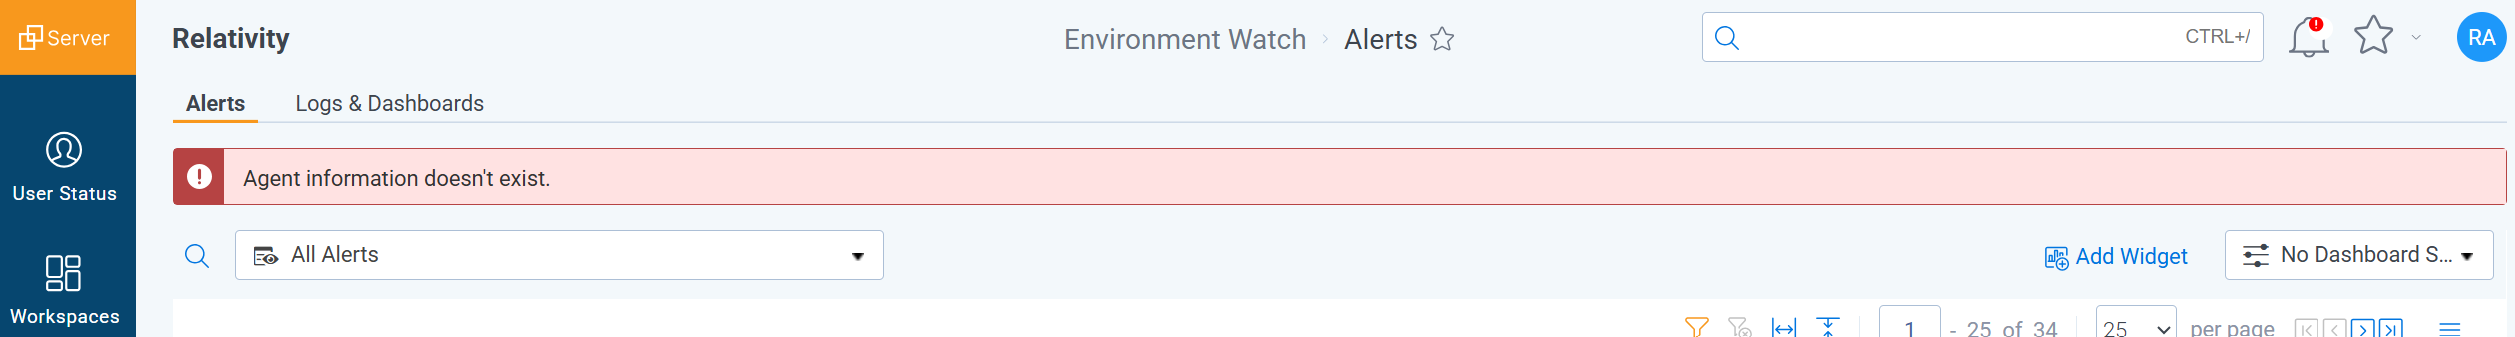 Server
Relativity
Environment Watch > Alerts
CTRL+/
RA
Alerts
Logs & Dashboards
User Status
Agent information doesn't exist.
All Alerts
Add Widget
No Dashboard S...
Workspaces
1 - 25 of 34
25
per page